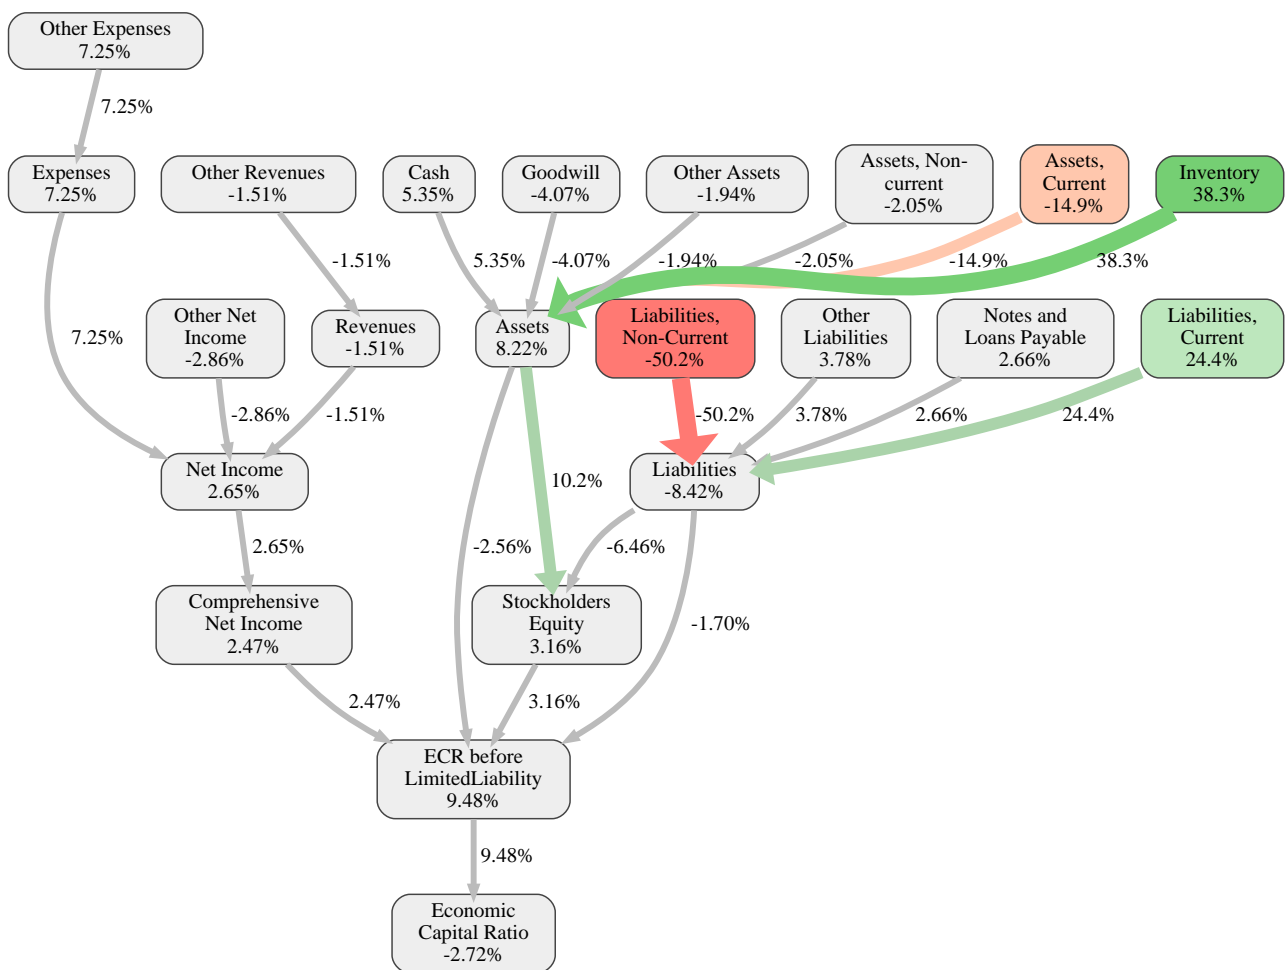 Other Expenses
7.25%
7.25%
Expenses
7.25%
Other Revenues
-1.51%
Cash
5.35%
Goodwill
-4.07%
Other Assets
-1.94%
Assets, Non-
current
-2.05%
Assets,
Current
-14.9%
Inventory
38.3%
-1.51%
5.35%
-4.07%
-1.94%
-2.05%
-14.9%
38.3%
7.25%
Other Net
Income
-2.86%
Revenues
-1.51%
Assets
8.22%
Liabilities,
Non-Current
-50.2%
Other
Liabilities
3.78%
Notes and
Loans Payable
2.66%
Liabilities,
Current
24.4%
-2.86%
-1.51%
-50.2%
3.78%
2.66%
24.4%
Net Income
2.65%
10.2%
Liabilities
-8.42%
2.65%
-2.56%
-6.46%
Comprehensive
Net Income
2.47%
Stockholders
Equity
3.16%
-1.70%
2.47%
3.16%
ECR before
LimitedLiability
9.48%
9.48%
Economic
Capital Ratio
-2.72%